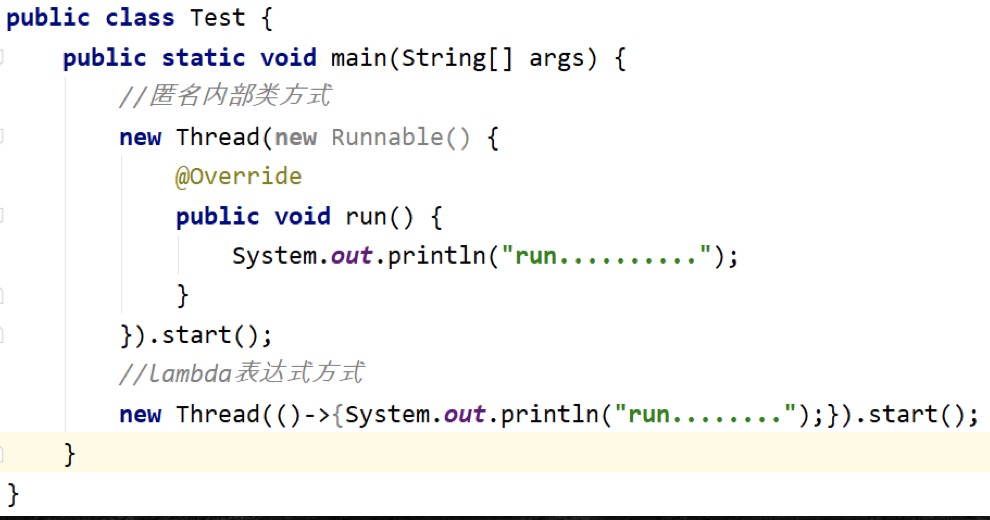 public class Test {
    public static void main(String[] args) {
        //匿名内部类方式
        new Thread(new Runnable() {
            @Override
            public void run() {
                System.out.println("run..........");
            }
        }).start();
        //lambda表达式方式
        new Thread(()->{System.out.println("run........");}).start();
    }
}